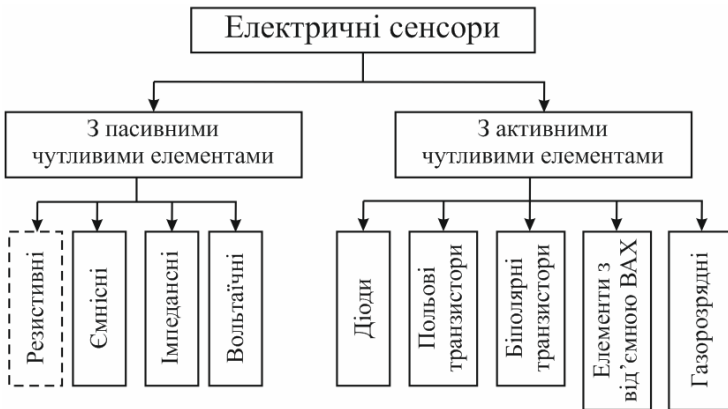 Електричні сенсори
З пасивними
чутливими елементами
З активними
чутливими елементами
Резистивні
Ємнісні
Імпедансні
Вольтаїчні
Діоди
Польові
транзистори
Біполярні
транзистори
Елементи з
від’ємною ВАХ
Газорозрядні